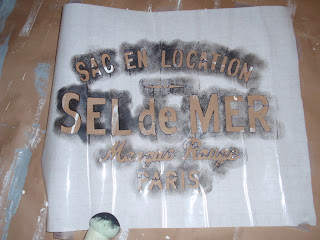 SAC EN LOCATION
SEL de MER
PARIS